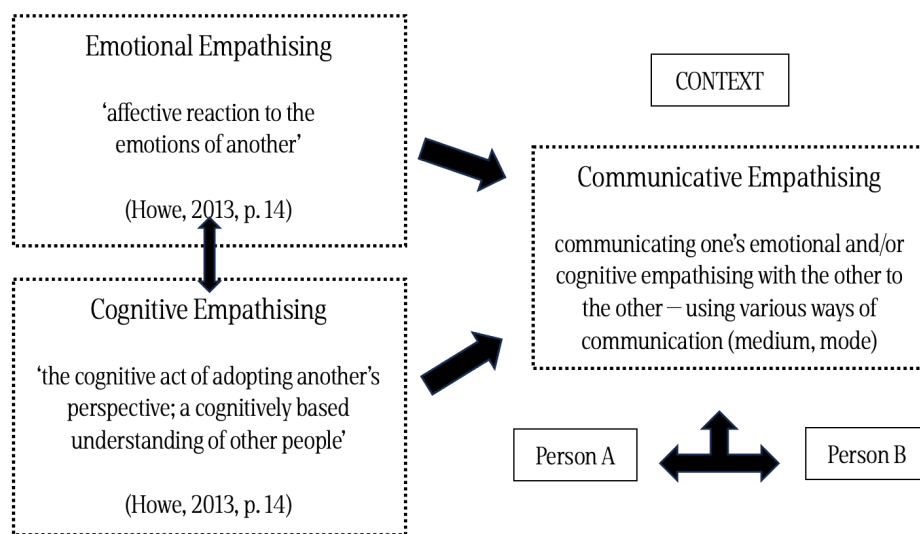 Emotional Empathising
‘affective reaction to the
emotions of another’
(Howe, 2013, p. 14)
Cognitive Empathising
‘the cognitive act of adopting another’s
perspective; a cognitively based
understanding of other people’
(Howe, 2013, p. 14)
CONTEXT
Communicative Empathising
communicating one’s emotional and/or
cognitive empathising with the other to
the other – using various ways of
communication (medium, mode)
Person A
Person B